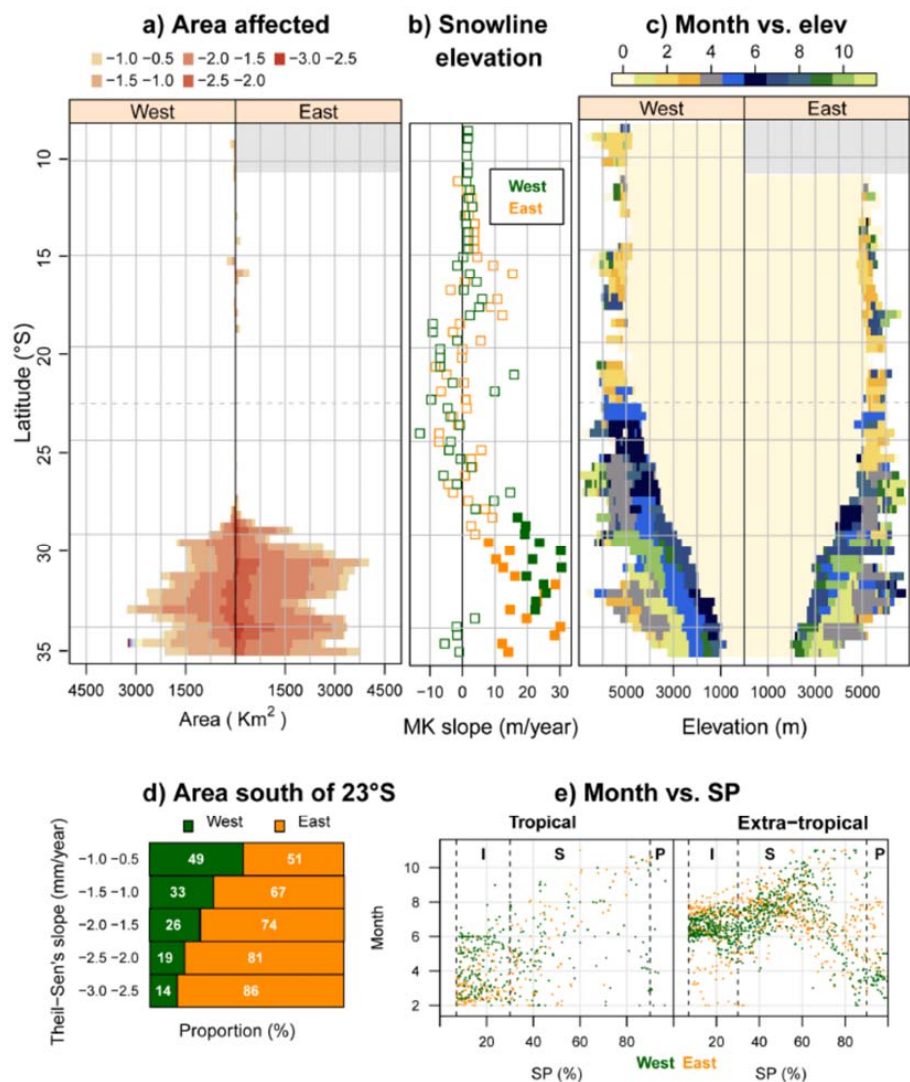 a) Area affected
b) Snowline elevation
c) Month vs. elev
−1.0 −0.5 −2.0 −1.5 −3.0 −2.5
−1.5 −1.0 −2.5 −2.0
0 2 4 6 8 10
West East
West East
West
East
Latitude (°S)
10
15
20
25
30
35
4500 3000 1500 1500 3000 4500
Area ( Km²)
−10 0 10 20 30
MK slope (m/year)
5000 3000 1000 1000 3000 5000
Elevation (m)
d) Area south of 23°S
West East
Theil−Sen's slope (mm/year)
−1.0 −0.5 49 51
−1.5 −1.0 33 67
−2.0 −1.5 26 74
−2.5 −2.0 19 81
−3.0 −2.5 14 86
Proportion (%)
e) Month vs. SP
Tropical Extra−tropical
I S P I S P
Month
10
8
6
4
2
20 40 60 80 20 40 60 80 100
West East
SP (%) SP (%)